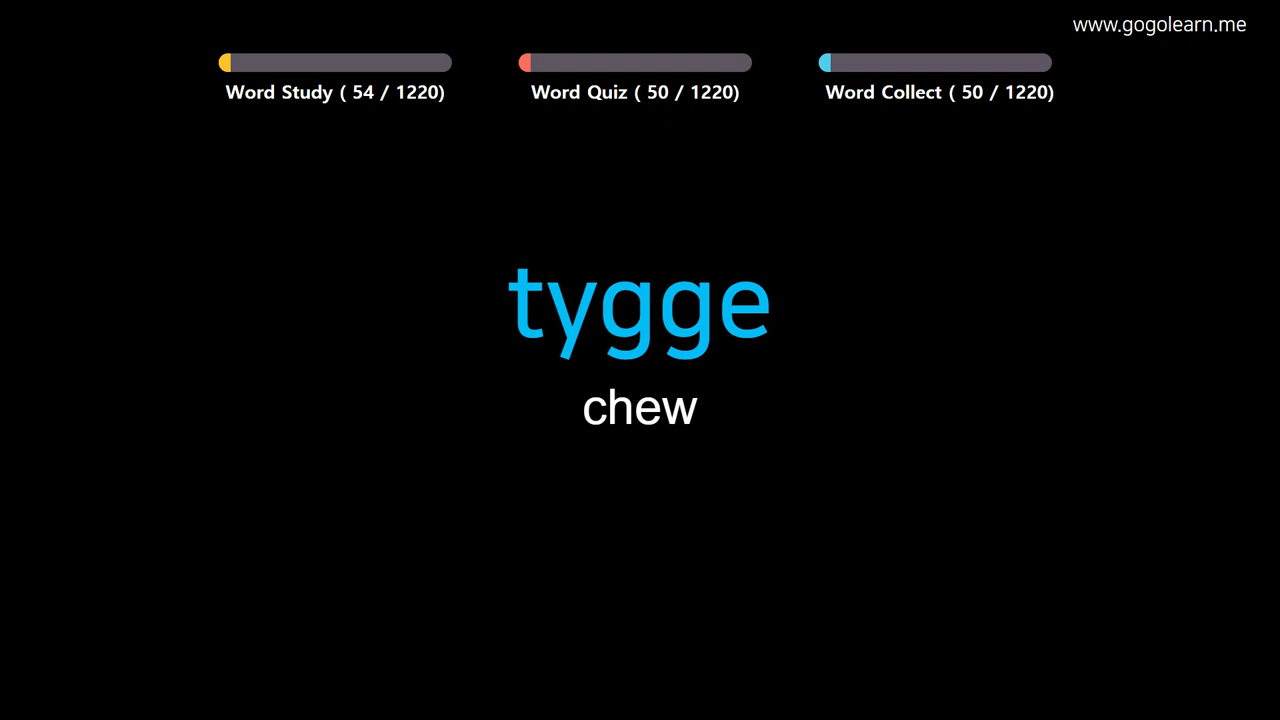 www.gogolearn.me
Word Study ( 54 / 1220)
Word Quiz ( 50 / 1220)
Word Collect ( 50 / 1220)
tygge
chew